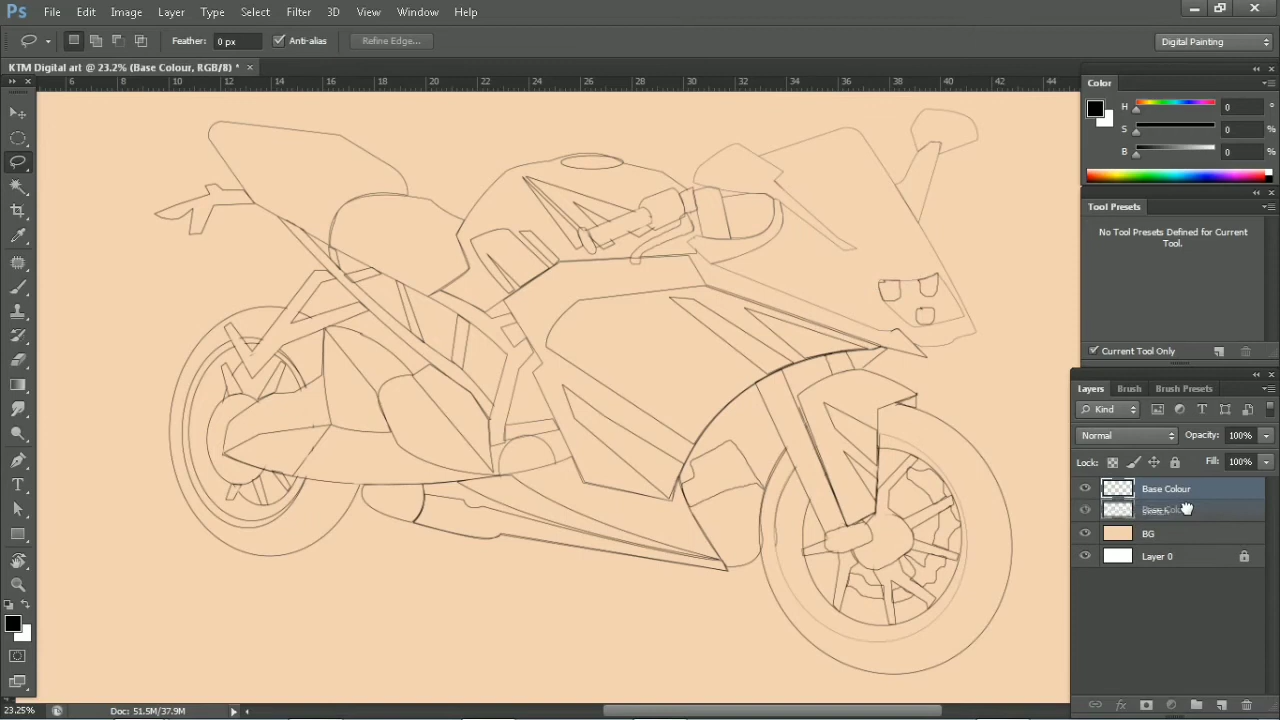 Ps File Edit Image Layer Type Select Filter 3D View Window Help
Feather: 0 px Anti-alias Refine Edge... Digital Painting
KTM Digital art @ 23.2% (Base Colour, RGB/8) * ×
6 8 10 12 14 16 18 20 22 24 26 28 30 32 34 36 38 40 42 44
Color
H 0 °
S 0 %
B 0 %
Tool Presets
No Tool Presets Defined for Current
Tool.
Current Tool Only
Layers Brush Brush Presets
Kind
Normal Opacity: 100%
Lock: Fill: 100%
Base Colour
BG
Layer 0
23.25% Doc: 51.5M/37.9M